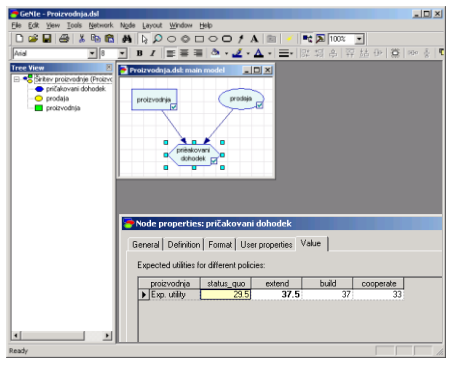 GeNIe - Proizvodnja.dsl
File Edit View Tools Network Node Layout Window Help
100%
Arial 8 B I
Tree View
Širitev proizvodnje (Proizvo
pričakovani dohodek
prodaja
proizvodnja
Proizvodnja.dsl: main model
proizvodnja
prodaja
pričakovani
dohodek
Node properties: pričakovani dohodek
General Definition Format User properties Value
Expected utilities for different policies:
proizvodnja status_quo extend build cooperate
Exp. utility 29.5 37.5 37 33
Ready